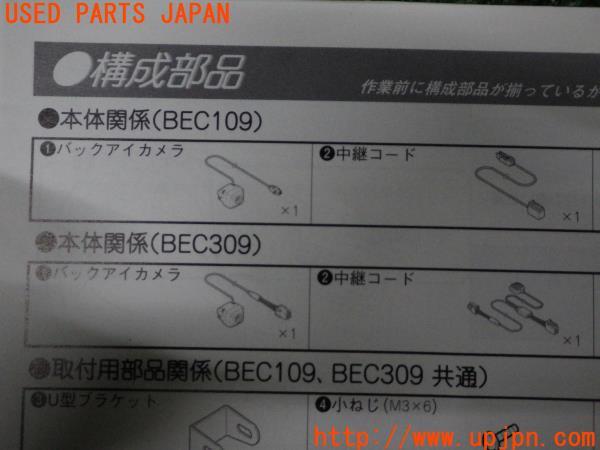 USED PARTS JAPAN
●構成部品
作業前に構成部品が揃っているか
本体関係(BEC109)
❶バックアイカメラ
❷中継コード
×1
×1
本体関係(BEC309)
❶バックアイカメラ
❷中継コード
×1
×1
取付用部品関係(BEC109、BEC309 共通)
❸U型ブラケット
❹小ねじ(M3×6)
http://www.upjpn.com/